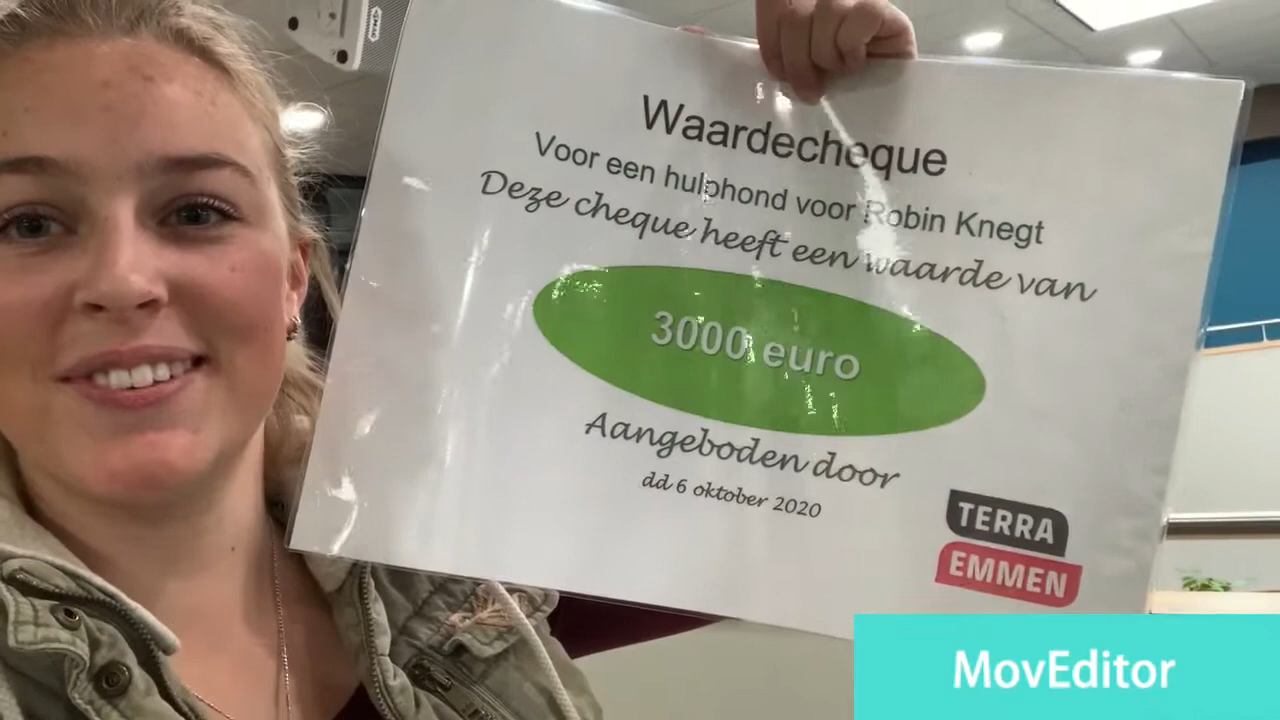 Waardecheque
Voor een hulphond voor Robin Knegt
Deze cheque heeft een waarde van
3000 euro
Aangeboden door
dd 6 oktober 2020
TERRA
EMMEN
MovEditor